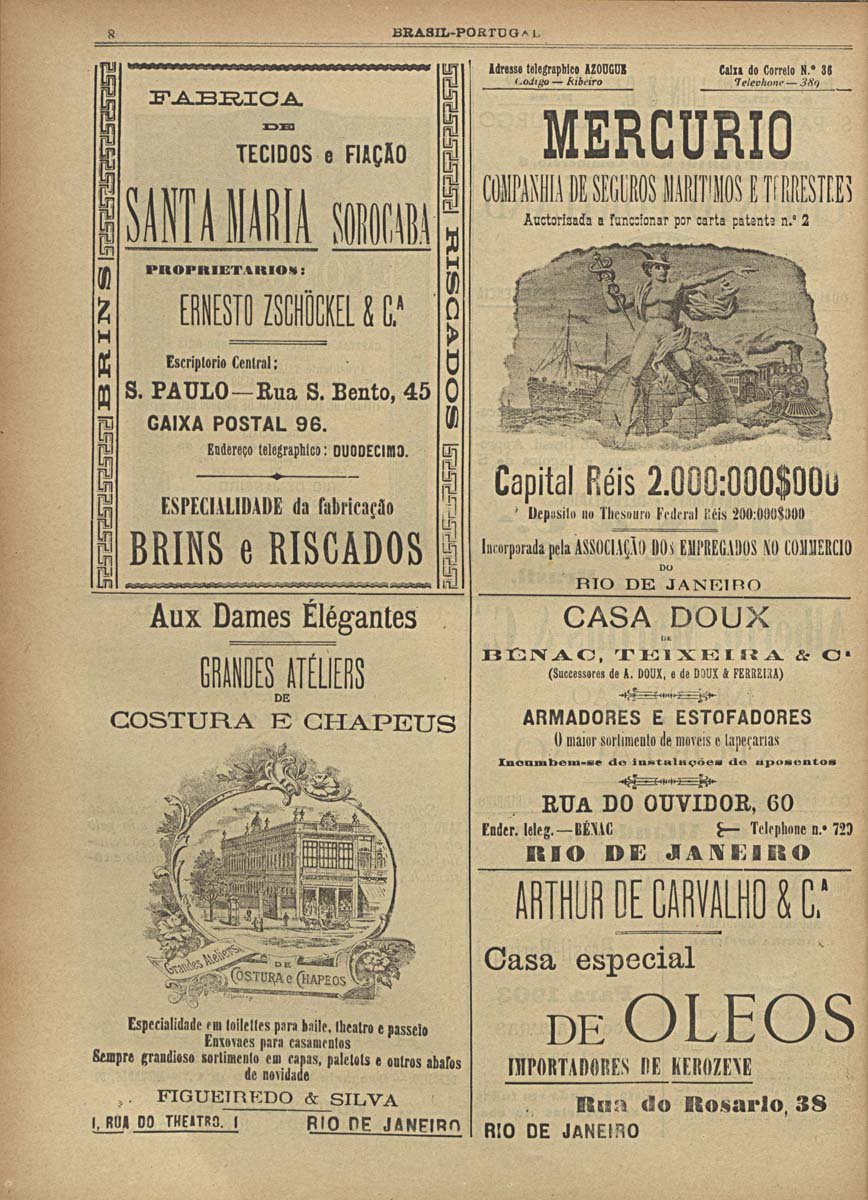 8
BRASIL-PORTUGAL
FABRICA
DE
TECIDOS e FIAÇÃO
SANTA MARIA SOROCABA
PROPRIETARIOS:
ERNESTO ZSCHÖCKEL & C.ª
Escriptorio Central:
S. PAULO—Rua S. Bento, 45
CAIXA POSTAL 96.
Endereço telegraphico: DUODECIMO.
ESPECIALIDADE da fabricação
BRINS e RISCADOS
BRINS
RISCADOS
Adresse telegraphico AZOUGUE
Codigo — Ribeiro
Caixa do Correio N.º 36
Telephone — 389
MERCURIO
COMPANHIA DE SEGUROS MARITIMOS E TERRESTRES
Auctorisada a funccionar por carta patente n.º 2
Capital Réis 2.000:000$000
Deposito no Thesouro Federal Réis 200:000$000
Incorporada pela ASSOCIAÇÃO DOS EMPREGADOS NO COMMERCIO
DO
RIO DE JANEIRO
Aux Dames Élégantes
GRANDES ATÉLIERS
DE
COSTURA E CHAPEUS
Grandes Ateliers
DE
COSTURA e CHAPEOS
Especialidade em toilettes para baile, theatro e passeio
Enxovaes para casamentos
Sempre grandioso sortimento em capas, paletots e outros abafos
de novidade
FIGUEIREDO & SILVA
1, RUA DO THEATRO, 1 RIO DE JANEIRO
CASA DOUX
DE
BÉNAC, TEIXEIRA & Cª
(Successores de A. DOUX, e de DOUX & FERREIRA)
ARMADORES E ESTOFADORES
O maior sortimento de moveis e tapeçarias
Incumbem-se de installações de aposentos
RUA DO OUVIDOR, 60
Ender. teleg.—BÉNAC Telephone n.º 729
RIO DE JANEIRO
ARTHUR DE CARVALHO & C.ª
Casa especial
DE OLEOS
IMPORTADORES DE KEROZENE
Rua do Rosario, 38
RIO DE JANEIRO